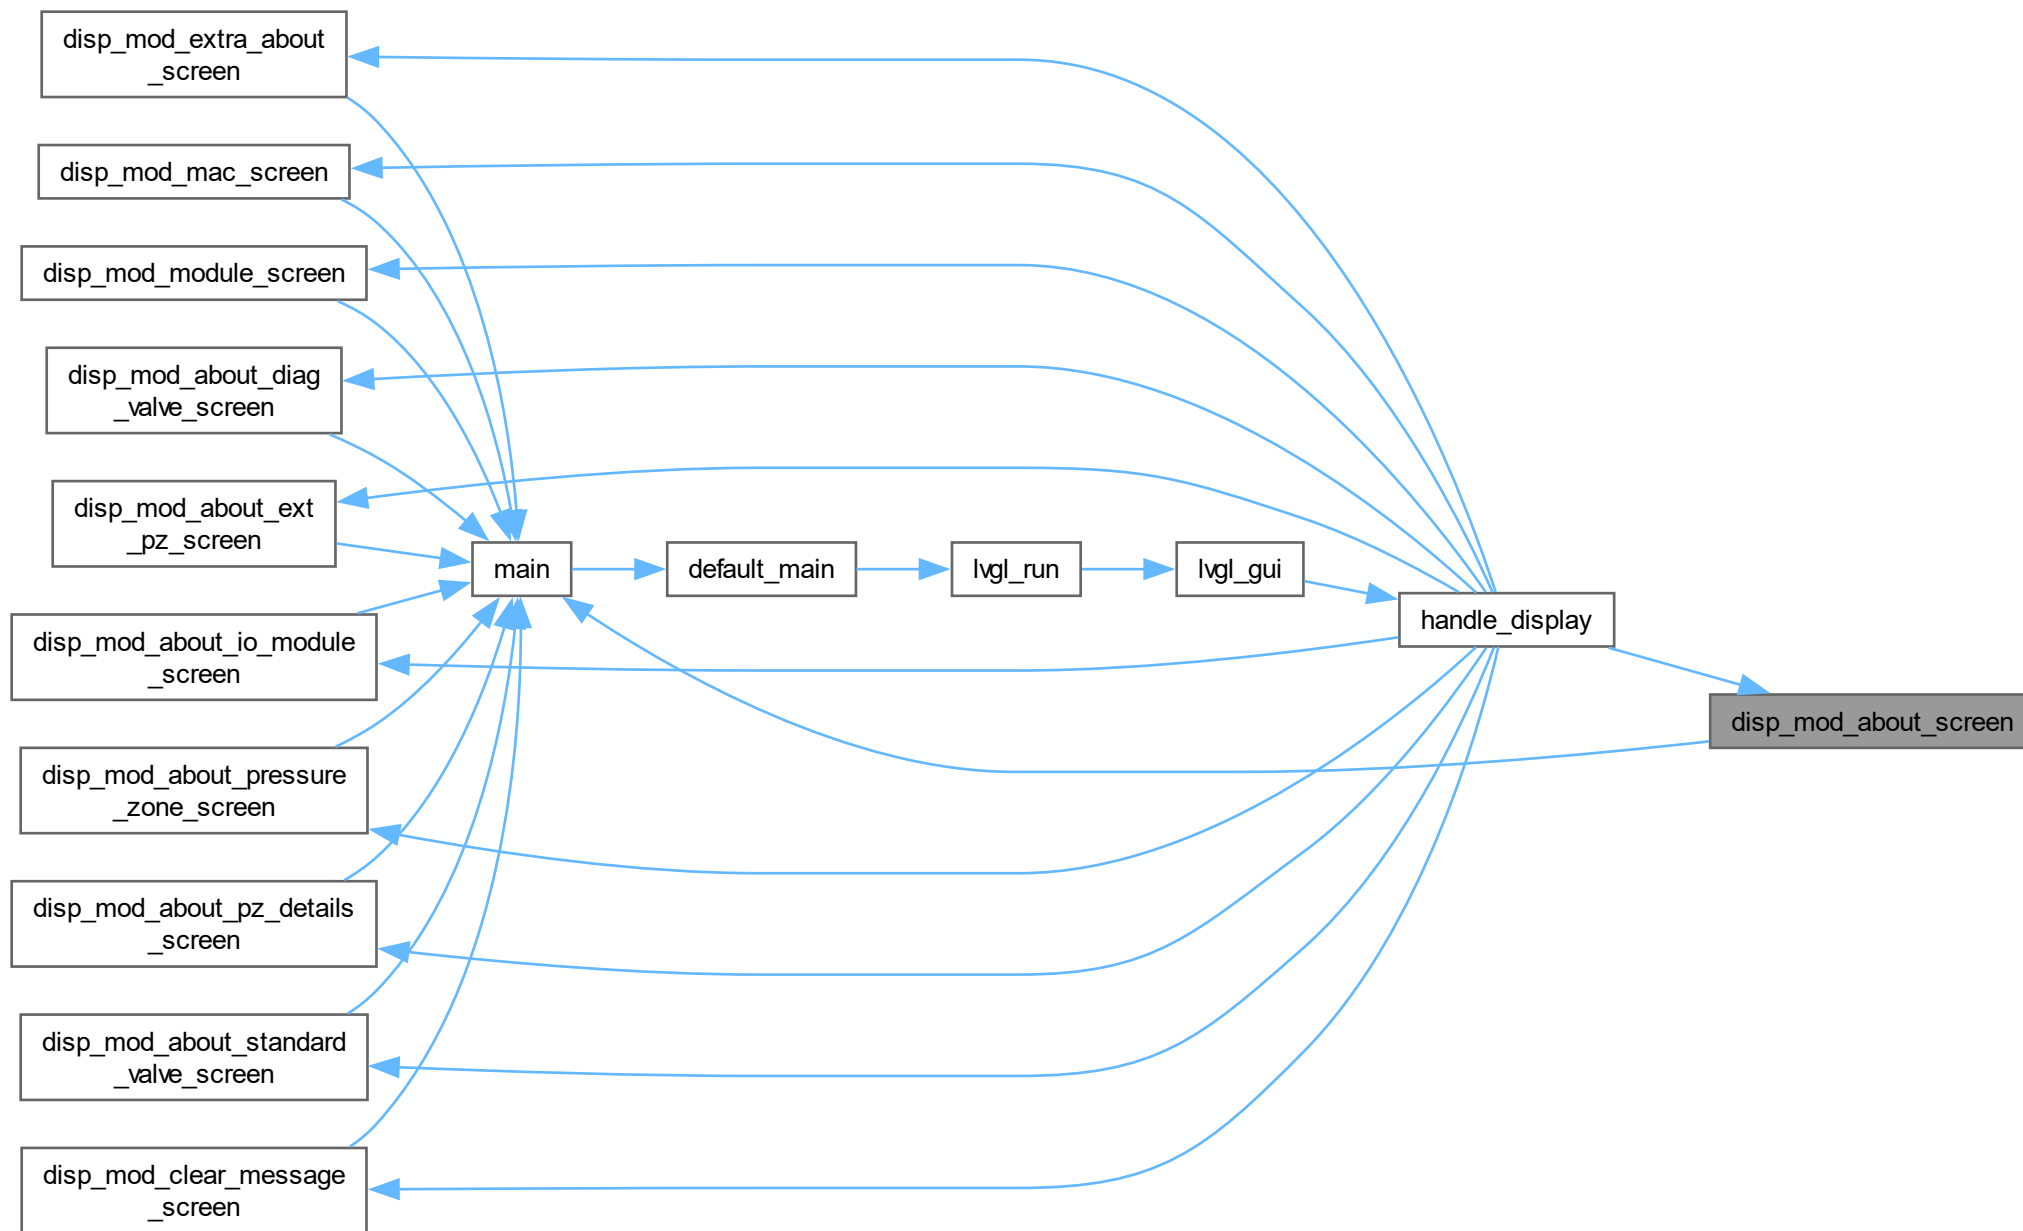 disp_mod_extra_about
_screen
disp_mod_mac_screen
disp_mod_module_screen
disp_mod_about_diag
_valve_screen
disp_mod_about_ext
_pz_screen
disp_mod_about_io_module
_screen
disp_mod_about_pressure
_zone_screen
disp_mod_about_pz_details
_screen
disp_mod_about_standard
_valve_screen
disp_mod_clear_message
_screen
main
default_main
lvgl_run
lvgl_gui
handle_display
disp_mod_about_screen